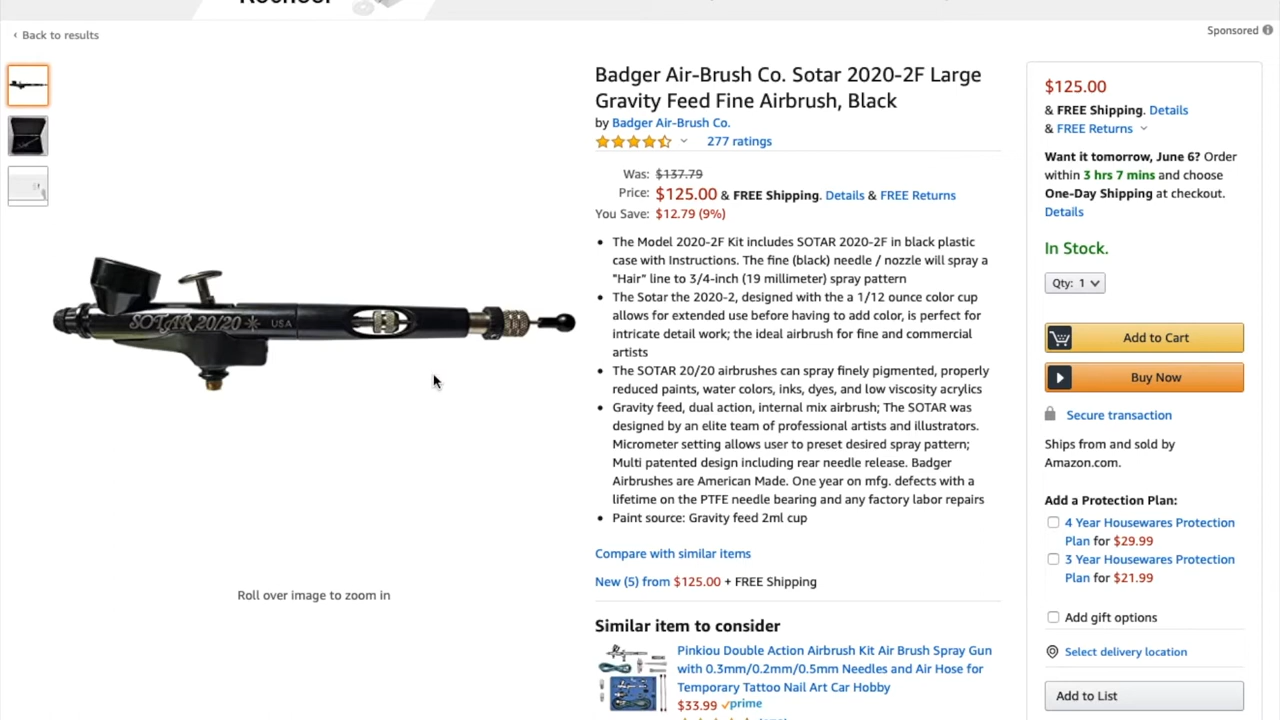 ‹ Back to results
Sponsored
Badger Air-Brush Co. Sotar 2020-2F Large
Gravity Feed Fine Airbrush, Black
by Badger Air-Brush Co.
277 ratings
Was: $137.79
Price: $125.00 & FREE Shipping. Details & FREE Returns
You Save: $12.79 (9%)
• The Model 2020-2F Kit includes SOTAR 2020-2F in black plastic
case with Instructions. The fine (black) needle / nozzle will spray a
"Hair" line to 3/4-inch (19 millimeter) spray pattern
• The Sotar the 2020-2, designed with the a 1/12 ounce color cup
allows for extended use before having to add color, is perfect for
intricate detail work; the ideal airbrush for fine and commercial
artists
• The SOTAR 20/20 airbrushes can spray finely pigmented, properly
reduced paints, water colors, inks, dyes, and low viscosity acrylics
• Gravity feed, dual action, internal mix airbrush; The SOTAR was
designed by an elite team of professional artists and illustrators.
Micrometer setting allows user to preset desired spray pattern;
Multi patented design including rear needle release. Badger
Airbrushes are American Made. One year on mfg. defects with a
lifetime on the PTFE needle bearing and any factory labor repairs
• Paint source: Gravity feed 2ml cup
Compare with similar items
New (5) from $125.00 + FREE Shipping
Similar item to consider
Pinkiou Double Action Airbrush Kit Air Brush Spray Gun
with 0.3mm/0.2mm/0.5mm Needles and Air Hose for
Temporary Tattoo Nail Art Car Hobby
$33.99 prime
SOTAR 20/20 USA
Roll over image to zoom in
$125.00
& FREE Shipping. Details
& FREE Returns
Want it tomorrow, June 6? Order
within 3 hrs 7 mins and choose
One-Day Shipping at checkout.
Details
In Stock.
Qty: 1
Add to Cart
Buy Now
Secure transaction
Ships from and sold by
Amazon.com.
Add a Protection Plan:
4 Year Housewares Protection
Plan for $29.99
3 Year Housewares Protection
Plan for $21.99
Add gift options
Select delivery location
Add to List